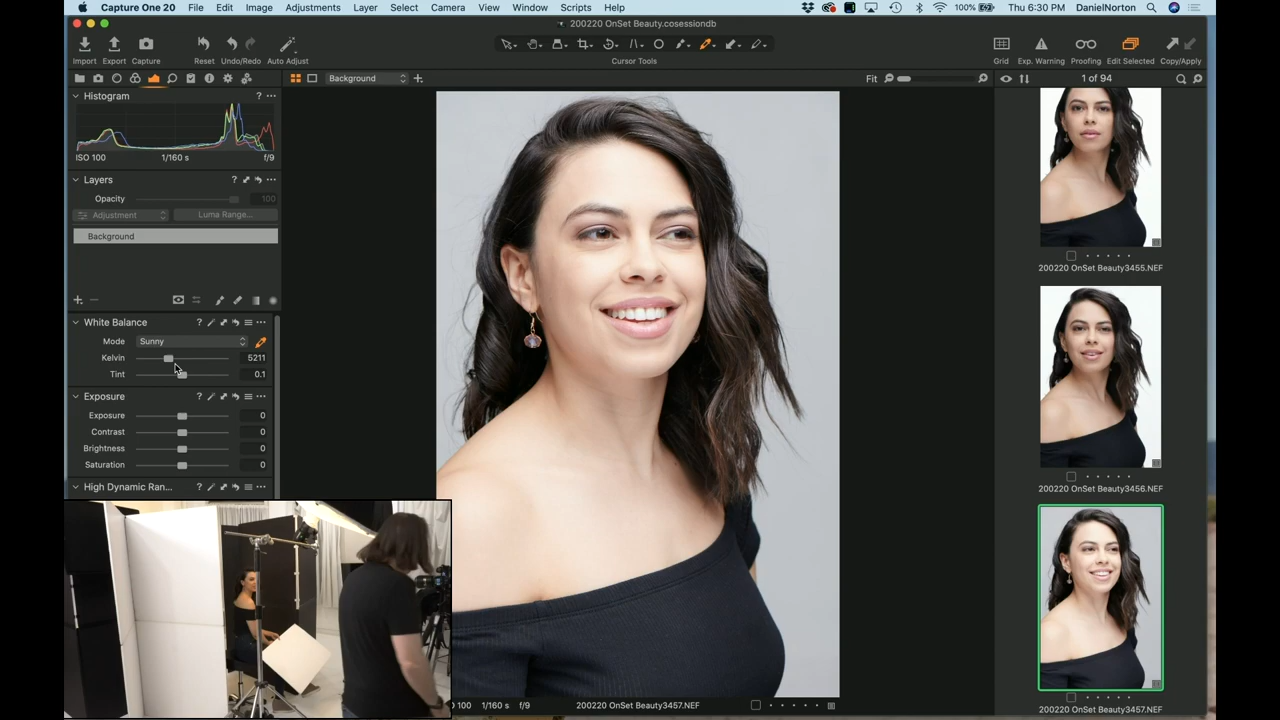 Capture One 20 File Edit Image Adjustments Layer Select Camera View Window Scripts Help 100% Thu 6:30 PM DanielNorton
200220 OnSet Beauty.cosessiondb
Import Export Capture Reset Undo/Redo Auto Adjust Cursor Tools Grid Exp. Warning Proofing Edit Selected Copy/Apply
Background Fit 1 of 94
Histogram ?
ISO 100 1/160 s f/9
Layers ?
Opacity 100
Adjustment Luma Range...
Background
White Balance ?
Mode Sunny
Kelvin 5211
Tint 0.1
Exposure ?
Exposure 0
Contrast 0
Brightness 0
Saturation 0
High Dynamic Ran... ?
200220 OnSet Beauty3455.NEF
200220 OnSet Beauty3456.NEF
200220 OnSet Beauty3457.NEF
00 1/160 s f/9 200220 OnSet Beauty3457.NEF